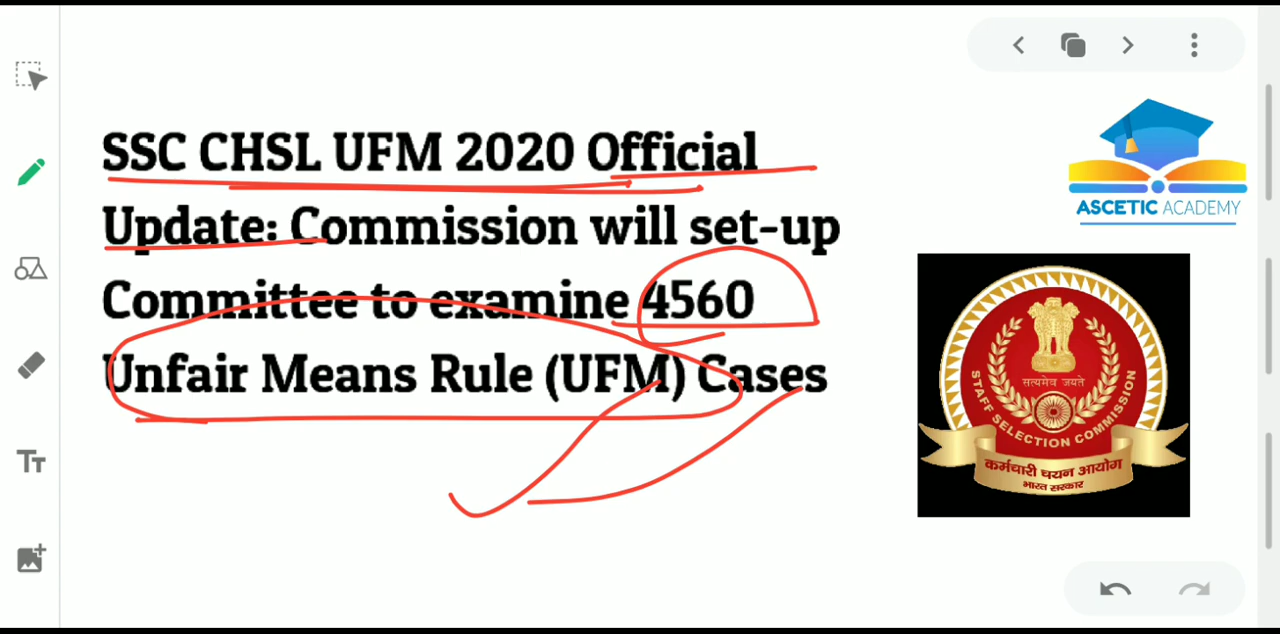 SSC CHSL UFM 2020 Official
Update: Commission will set-up
Committee to examine 4560
Unfair Means Rule (UFM) Cases
ASCETIC ACADEMY
सत्यमेव जयते
STAFF SELECTION COMMISSION
कर्मचारी चयन आयोग
भारत सरकार
TT